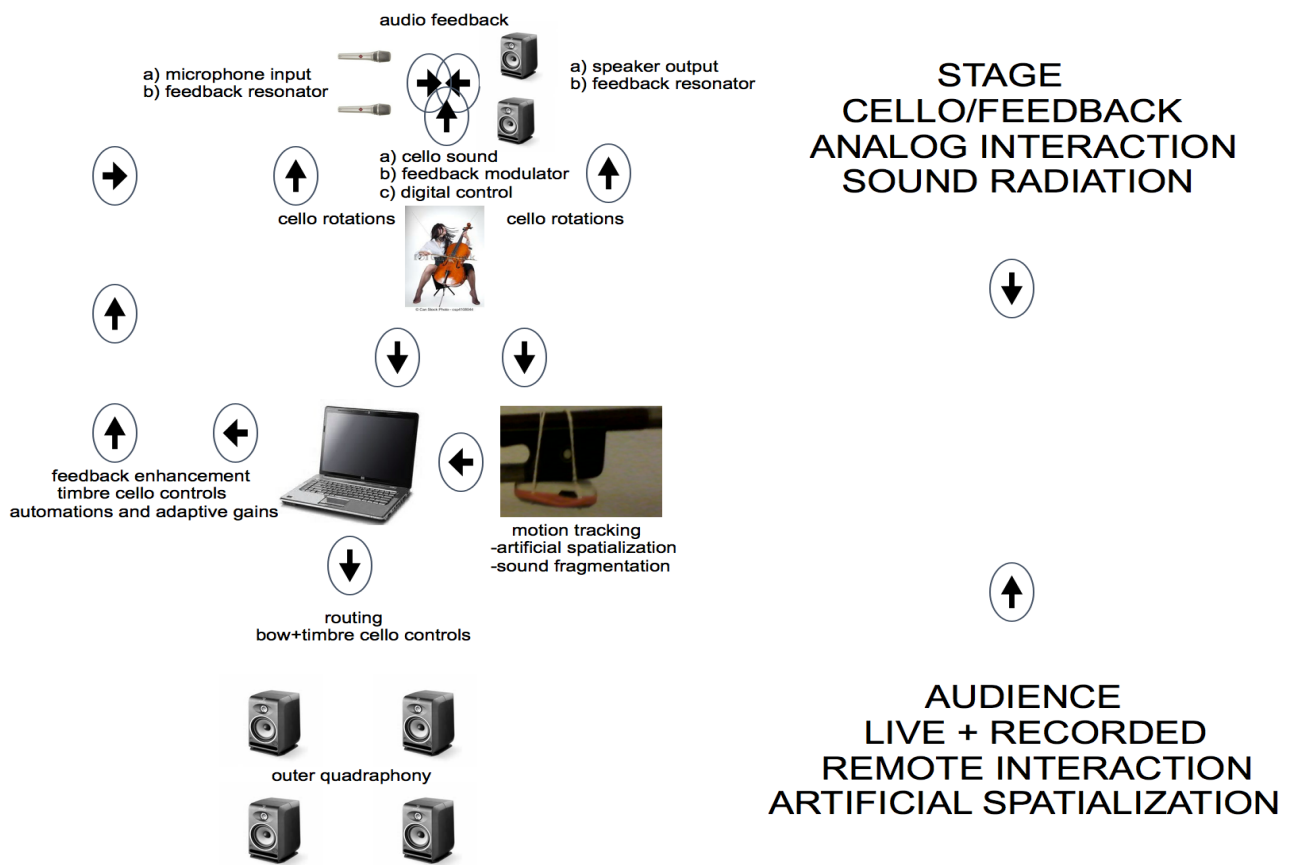 audio feedback
a) microphone input
b) feedback resonator
a) speaker output
b) feedback resonator
a) cello sound
b) feedback modulator
c) digital control
cello rotations
cello rotations
feedback enhancement
timbre cello controls
automations and adaptive gains
motion tracking
-artificial spatialization
-sound fragmentation
routing
bow+timbre cello controls
outer quadraphony
STAGE
CELLO/FEEDBACK
ANALOG INTERACTION
SOUND RADIATION
AUDIENCE
LIVE + RECORDED
REMOTE INTERACTION
ARTIFICIAL SPATIALIZATION